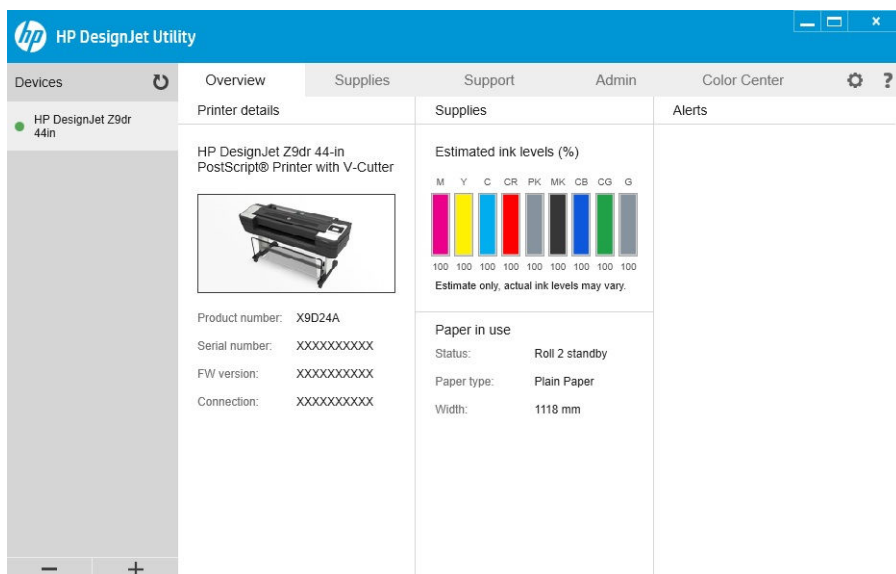 hp HP DesignJet Utility
Devices
Overview Supplies Support Admin Color Center ?
HP DesignJet Z9dr
44in
Printer details
HP DesignJet Z9dr 44-in
PostScript® Printer with V-Cutter
Product number: X9D24A
Serial number: XXXXXXXXXX
FW version: XXXXXXXXXX
Connection: XXXXXXXXXX
Supplies
Estimated ink levels (%)
M Y C CR PK MK CB CG G
100 100 100 100 100 100 100 100 100
Estimate only, actual ink levels may vary.
Paper in use
Status: Roll 2 standby
Paper type: Plain Paper
Width: 1118 mm
Alerts